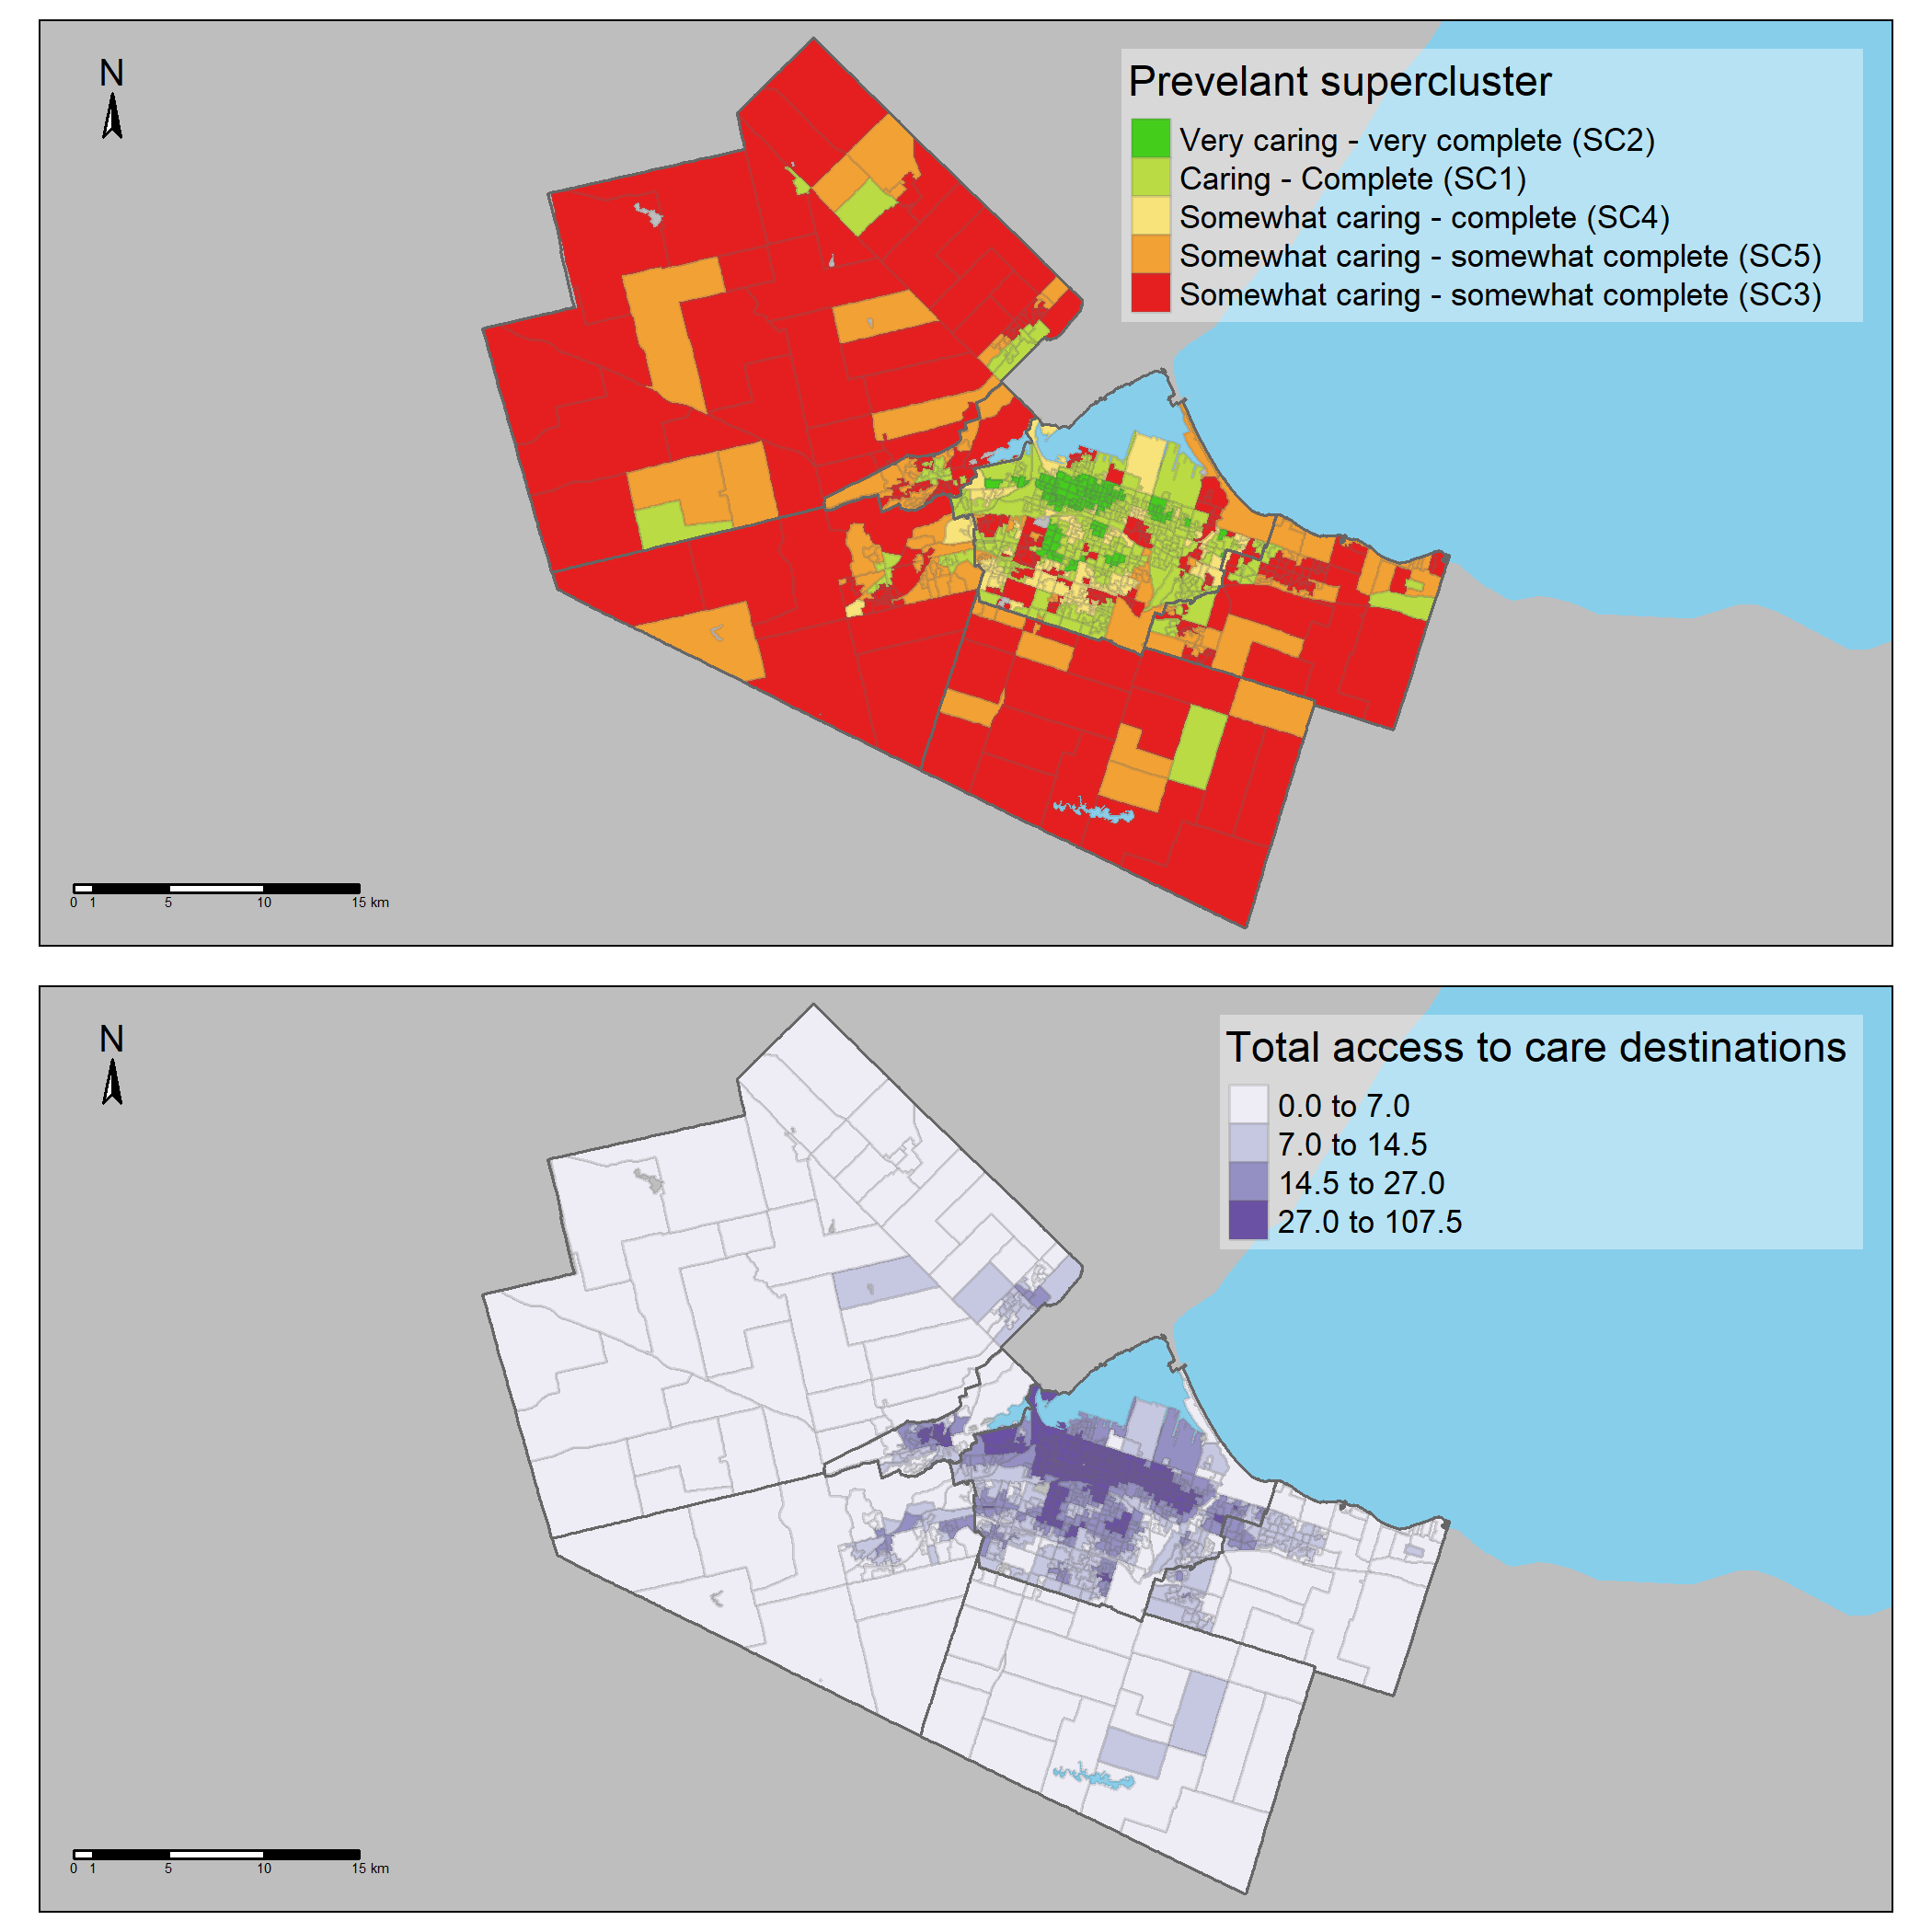 N
Prevelant supercluster
Very caring - very complete (SC2)
Caring - Complete (SC1)
Somewhat caring - complete (SC4)
Somewhat caring - somewhat complete (SC5)
Somewhat caring - somewhat complete (SC3)
0 1 5 10 15 km
N
Total access to care destinations
0.0 to 7.0
7.0 to 14.5
14.5 to 27.0
27.0 to 107.5
0 1 5 10 15 km